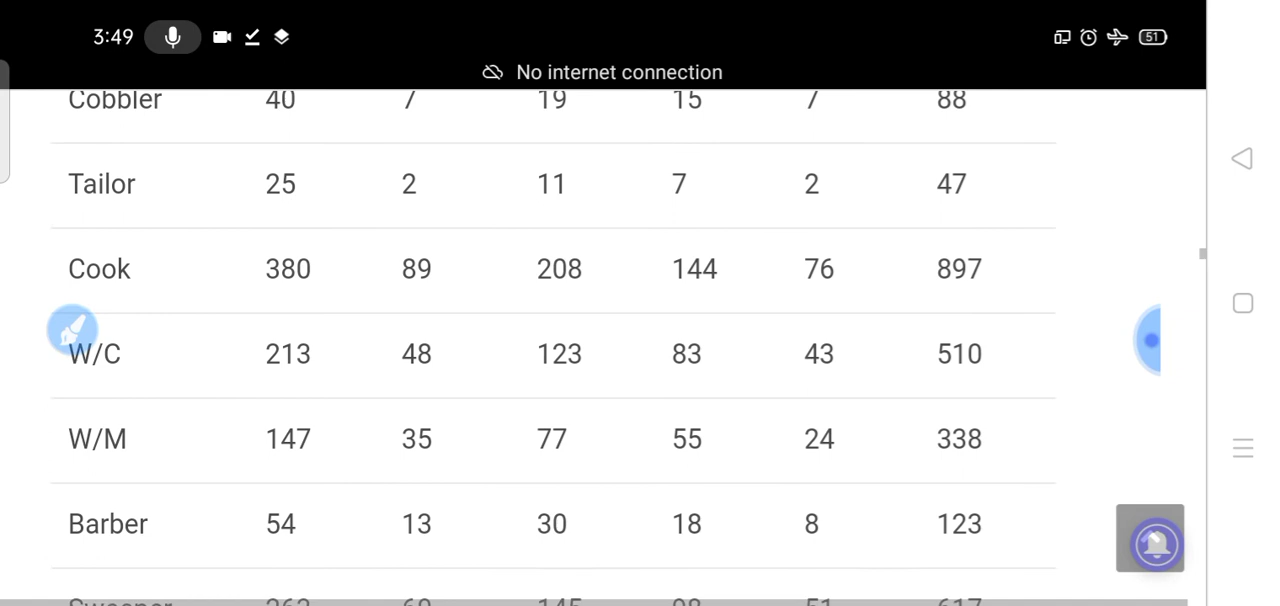 3:49 51
No internet connection
Cobbler 40 7 19 15 7 88
Tailor 25 2 11 7 2 47
Cook 380 89 208 144 76 897
W/C 213 48 123 83 43 510
W/M 147 35 77 55 24 338
Barber 54 13 30 18 8 123